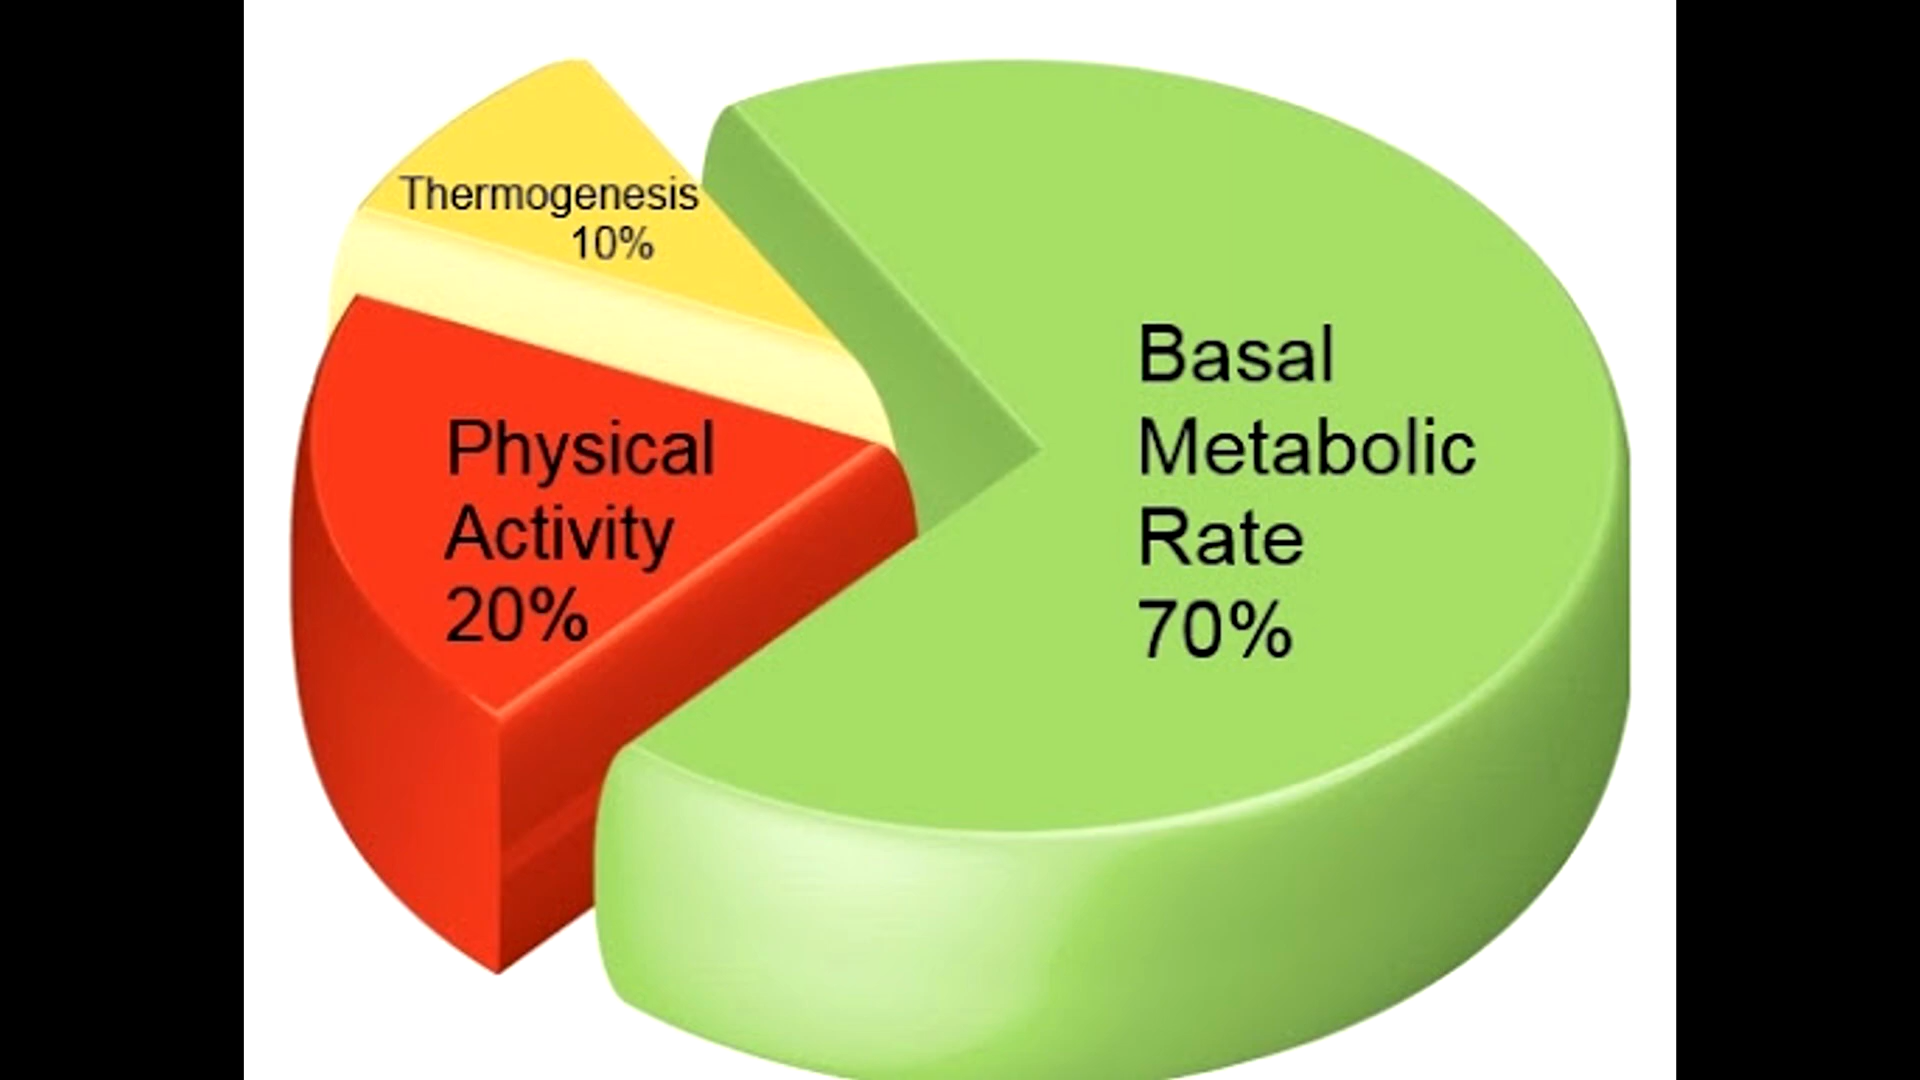 Thermogenesis
10%
Physical
Activity
20%
Basal
Metabolic
Rate
70%